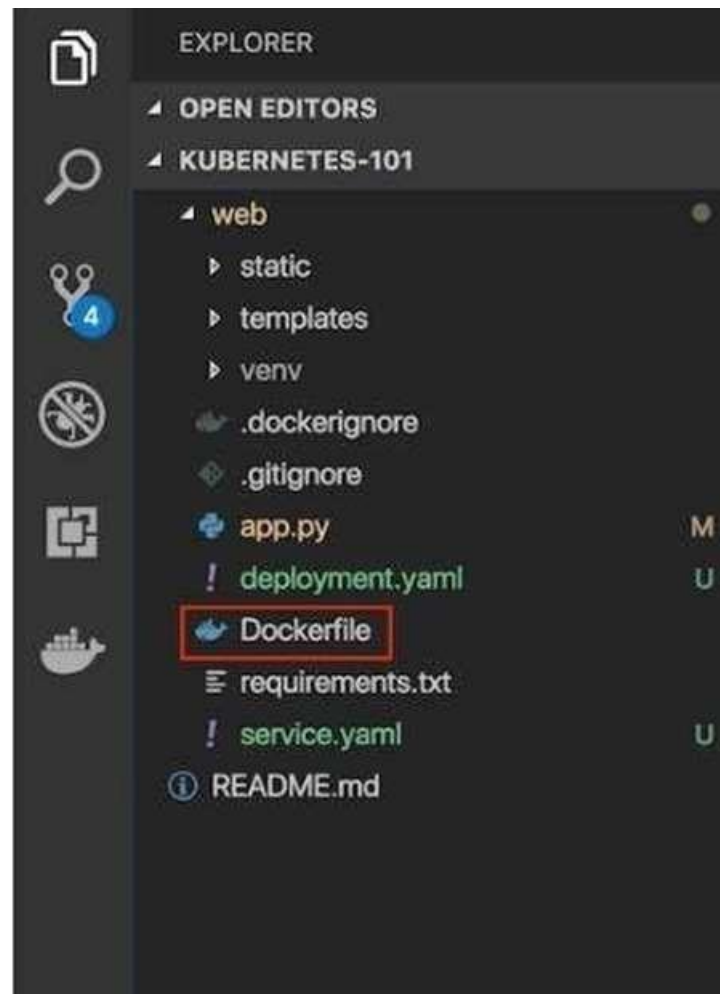 EXPLORER
OPEN EDITORS
KUBERNETES-101
web
static
templates
4
venv
.dockerignore
.gitignore
app.py M
deployment.yaml U
Dockerfile
requirements.txt
service.yaml U
README.md